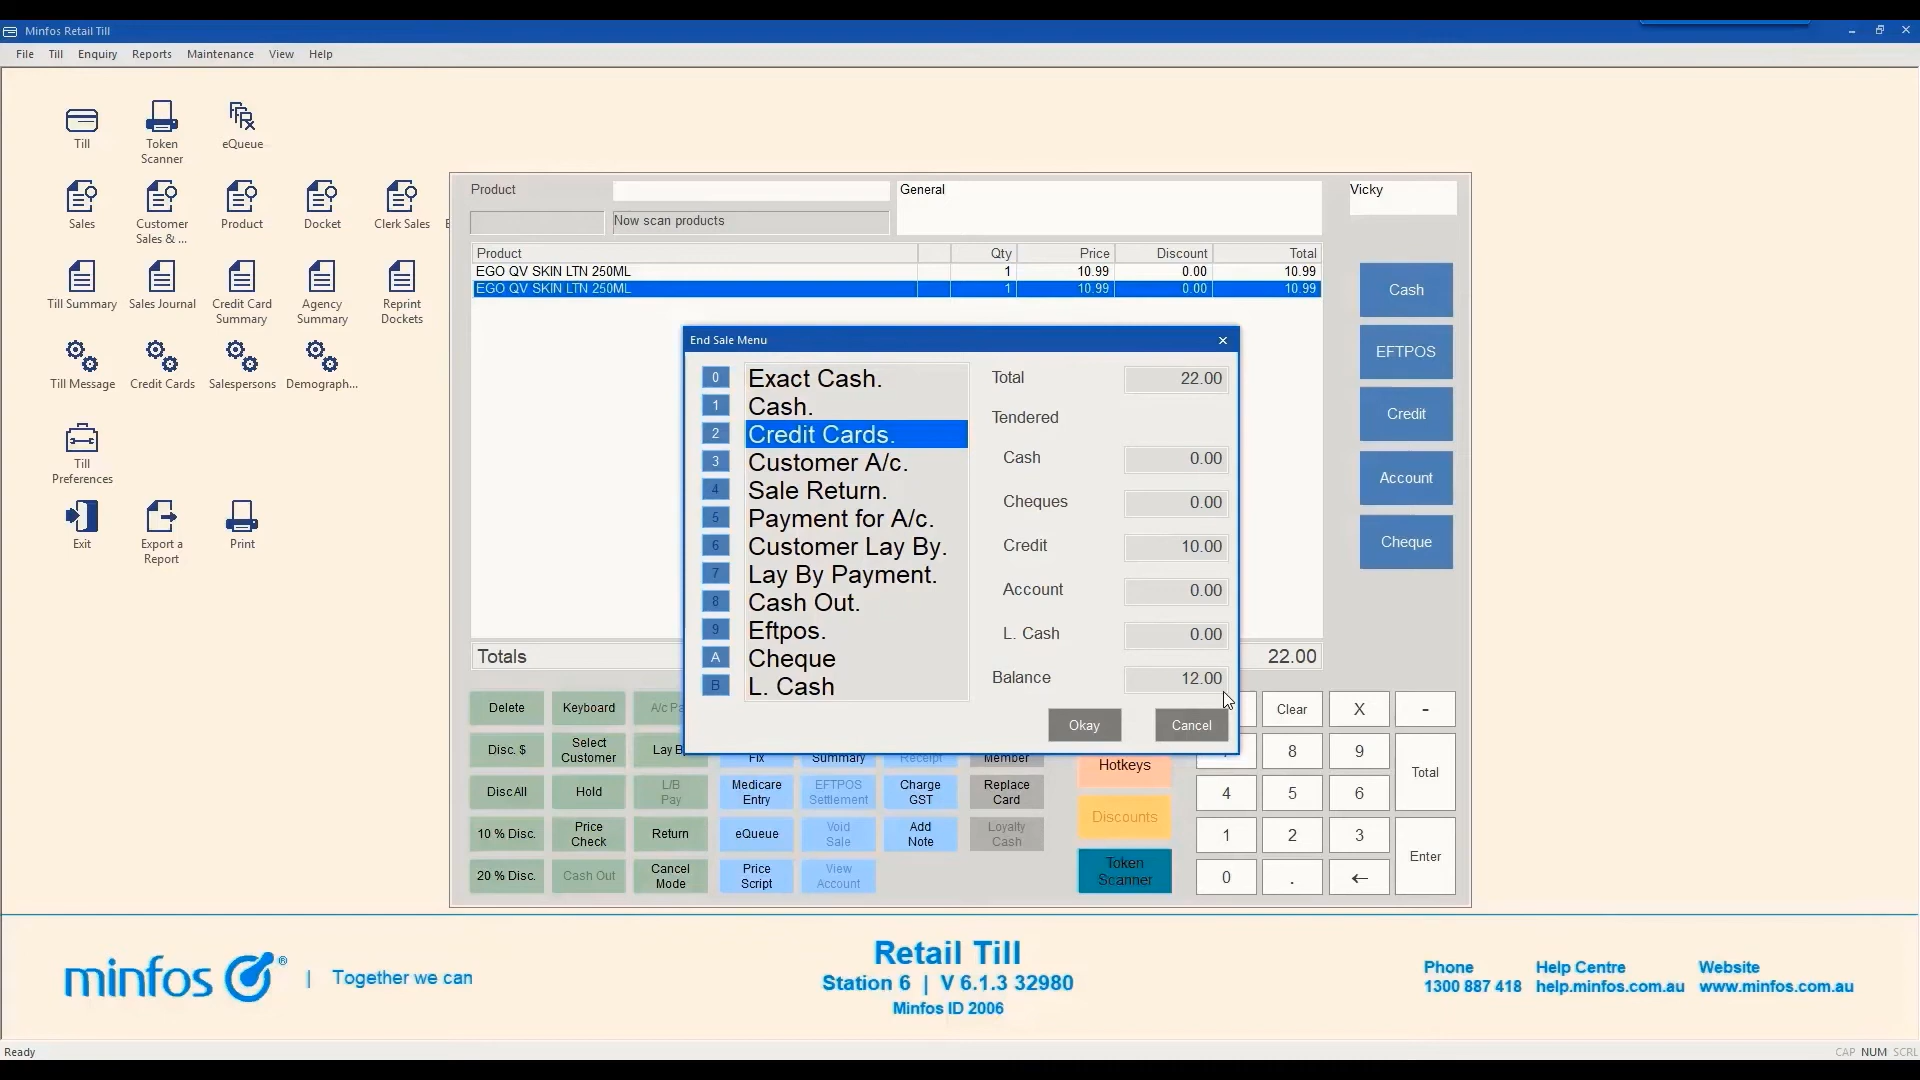 Minfos Retail Till
File Till Enquiry Reports Maintenance View Help
Till
Token
Scanner
eQueue
Sales
Customer
Sales & ...
Product
Docket
Clerk Sales
Till Summary
Sales Journal
Credit Card
Summary
Agency
Summary
Reprint
Dockets
Till Message
Credit Cards
Salespersons
Demograph...
Till
Preferences
Exit
Export a
Report
Print
Product
General
Vicky
Now scan products
Product Qty Price Discount Total
EGO QV SKIN LTN 250ML 1 10.99 0.00 10.99
EGO QV SKIN LTN 250ML 1 10.99 0.00 10.99
Cash
EFTPOS
Credit
Account
Cheque
End Sale Menu
0 Exact Cash.
1 Cash.
2 Credit Cards.
3 Customer A/c.
4 Sale Return.
5 Payment for A/c.
6 Customer Lay By.
7 Lay By Payment.
8 Cash Out.
9 Eftpos.
A Cheque
B L. Cash
Total 22.00
Tendered
Cash 0.00
Cheques 0.00
Credit 10.00
Account 0.00
L. Cash 0.00
Balance 12.00
Okay Cancel
Totals 22.00
Delete
Keyboard
A/c Pa
Disc. $
Select
Customer
Lay B
Fix
Summary
Receipt
Member
DiscAll
Hold
L/B
Pay
Medicare
Entry
EFTPOS
Settlement
Charge
GST
Replace
Card
10 % Disc.
Price
Check
Return
eQueue
Void
Sale
Add
Note
Loyalty
Cash
20 % Disc.
Cash Out
Cancel
Mode
Price
Script
View
Account
Hotkeys
Discounts
Token
Scanner
Clear X -
8 9
Total
4 5 6
1 2 3
Enter
0 . ←
minfos ® | Together we can
Retail Till
Station 6 | V 6.1.3 32980
Minfos ID 2006
Phone
1300 887 418
Help Centre
help.minfos.com.au
Website
www.minfos.com.au
Ready
CAP NUM SCRL